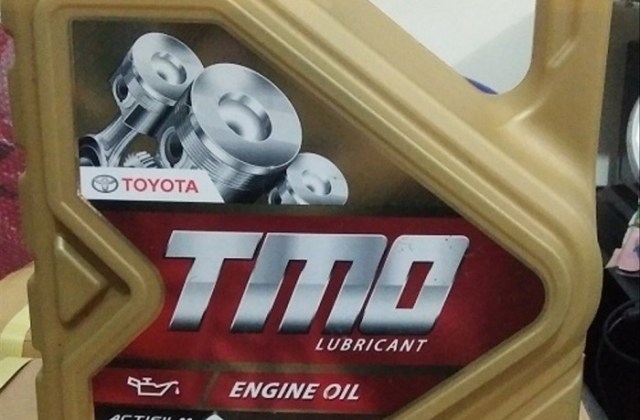 TOYOTA
TMO
LUBRICANT
ENGINE OIL